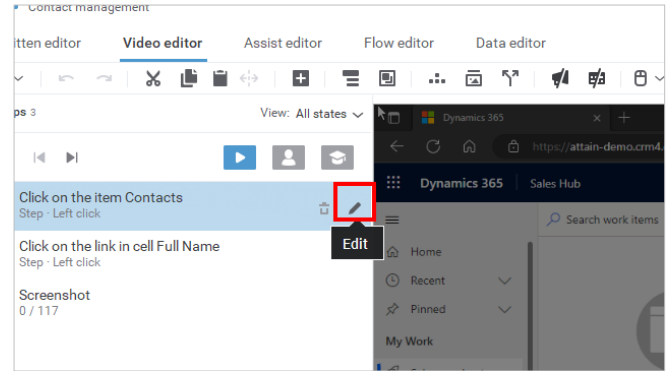 Contact management
itten editor Video editor Assist editor Flow editor Data editor
ps 3 View: All states
Click on the item Contacts
Step · Left click
Edit
Click on the link in cell Full Name
Step · Left click
Screenshot
0 / 117
Dynamics 365
https://attain-demo.crm4.
Dynamics 365 Sales Hub
Search work items
Home
Recent
Pinned
My Work